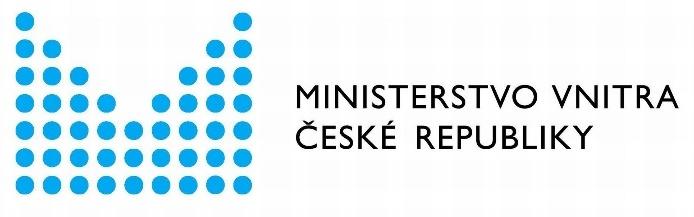 MINISTERSTVO VNITRA
ČESKÉ REPUBLIKY